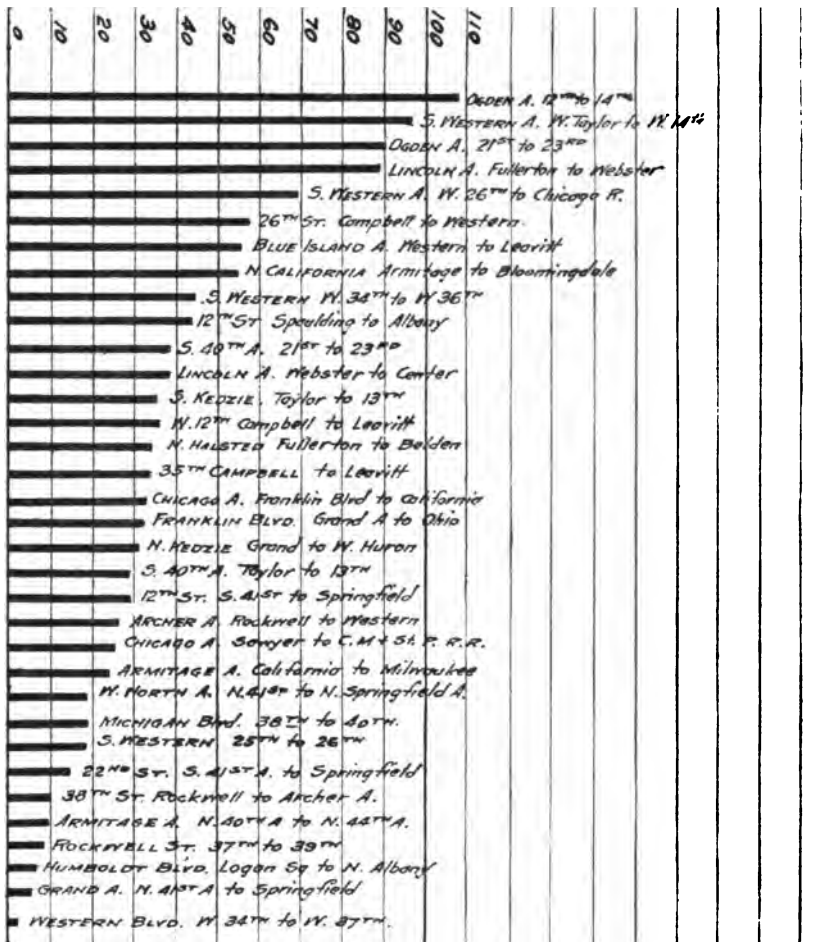 0 10 20 30 40 50 60 70 80 90 100 110
OGDEN A. 12TH to 14TH
S. WESTERN A. W. Taylor to W. 14th
OGDEN A. 21ST to 23RD
LINCOLN A. Fullerton to Webster
S. WESTERN A. W. 26TH to Chicago R.
26TH ST. Campbell to Western.
BLUE ISLAND A. Western to Leavitt
N. CALIFORNIA Armitage to Bloomingdale
S. WESTERN W. 34TH to W 36TH
12TH ST Spaulding to Albany
S. 40TH A. 21ST to 23RD
LINCOLN A. Webster to Center
S. KEDZIE. Taylor to 13TH
W. 12TH Campbell to Leavitt
N. HALSTED Fullerton to Belden
35TH CAMPBELL to Leavitt
CHICAGO A. Franklin Blvd to California
FRANKLIN BLVD. Grand A to Ohio
N. KEDZIE Grand to W. Huron
S. 40TH A. Taylor to 13TH
12TH ST. S. 41ST to Springfield
ARCHER A. Rockwell to Western
CHICAGO A. Sawyer to C. M + St. P. R. R.
ARMITAGE A. California to Milwaukee
W. NORTH A. N. 41ST to N. Springfield A.
MICHIGAN Blvd. 38TH to 40TH.
S. WESTERN 25TH to 26TH
22ND ST. S. 41ST A. to Springfield
38TH ST. Rockwell to Archer A.
ARMITAGE A. N. 40TH A to N. 44TH A.
ROCKWELL ST. 37TH to 39TH
HUMBOLDT BLVD. Logan Sq to N. Albany
GRAND A. N. 41ST A to Springfield
WESTERN BLVD. W. 34TH to W. 37TH.